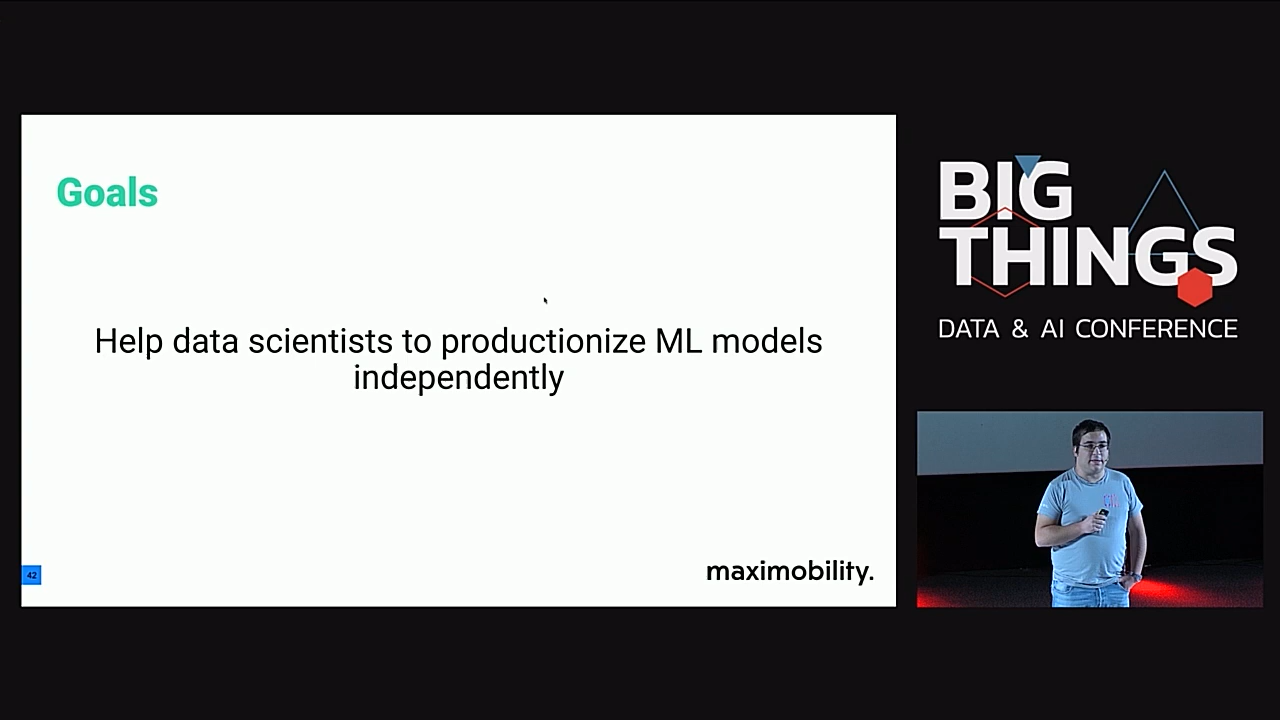 Goals
Help data scientists to productionize ML models
independently
42
maximobility.
BIG
THINGS
DATA & AI CONFERENCE